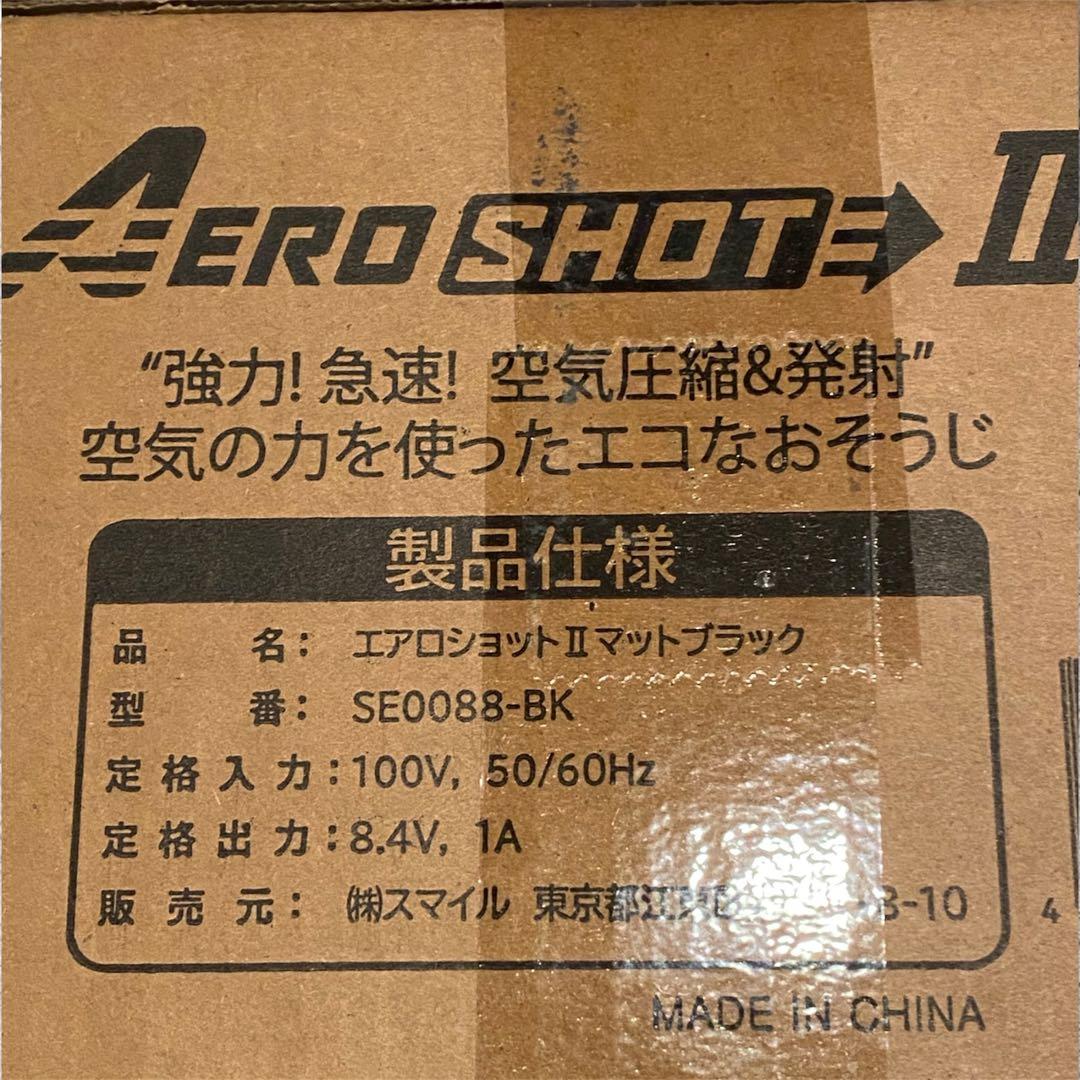 AERO SHOT II
“強力! 急速! 空気圧縮&発射”
空気の力を使ったエコなおそうじ
製品仕様
品名: エアロショットⅡマットブラック
型番: SE0088-BK
定格入力: 100V, 50/60Hz
定格出力: 8.4V, 1A
販売元: ㈱スマイル 東京都江東 -10
4
MADE IN CHINA